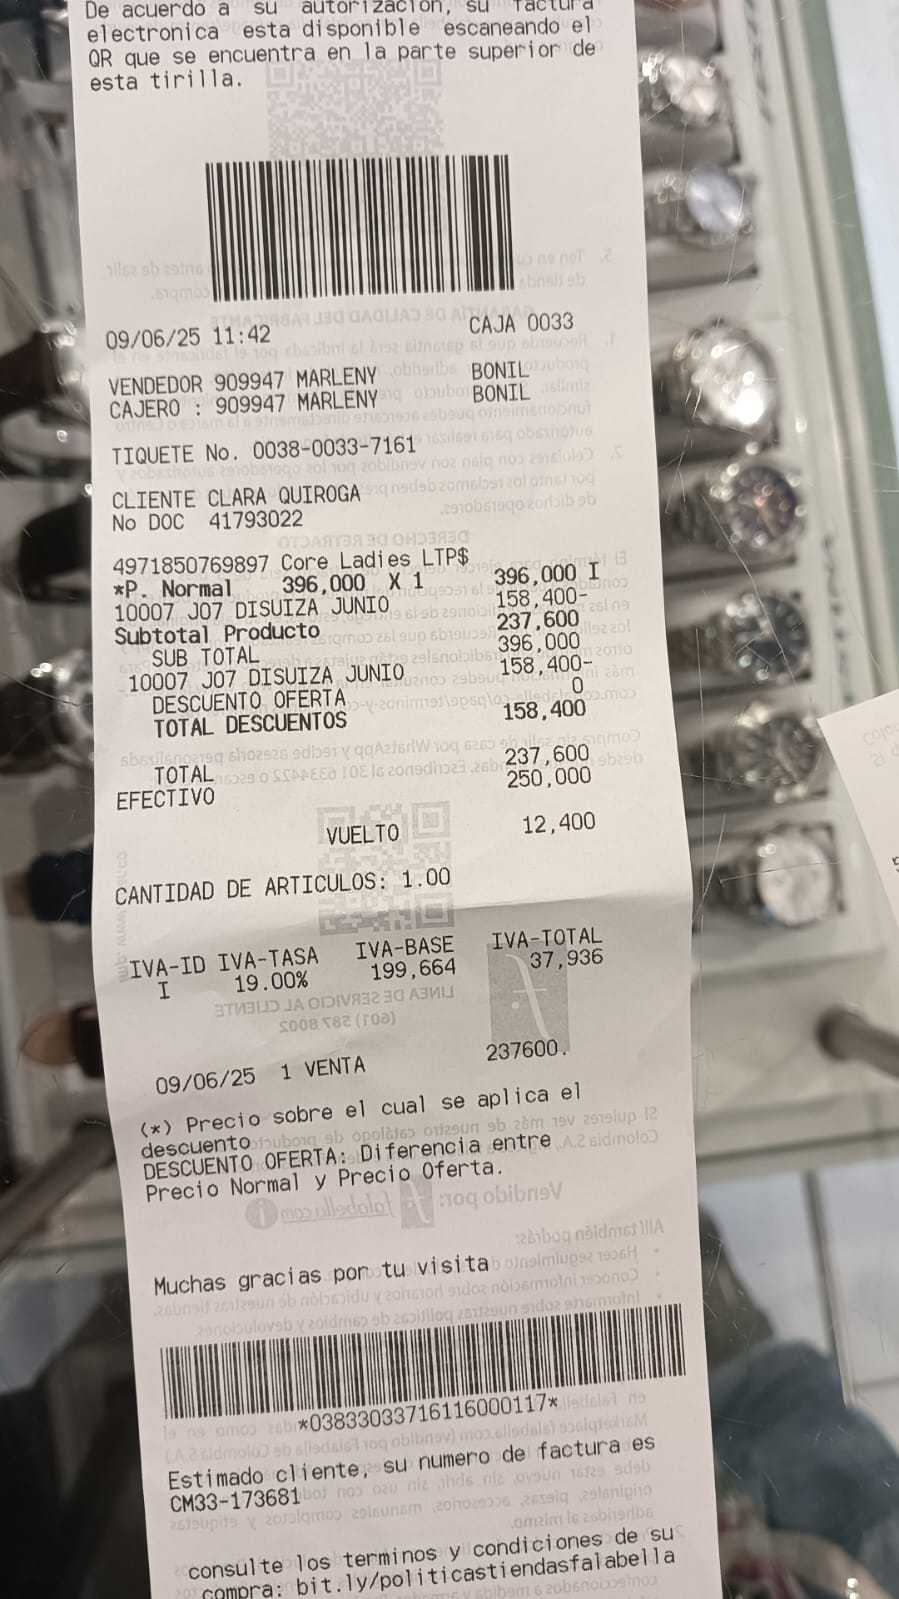 De acuerdo a su autorizacion, su factura
electronica esta disponible escaneando el
QR que se encuentra en la parte superior de
esta tirilla.
09/06/25 11:42 CAJA 0033
VENDEDOR 909947 MARLENY BONIL
CAJERO : 909947 MARLENY BONIL
TIQUETE No. 0038-0033-7161
CLIENTE CLARA QUIROGA
No DOC 41793022
4971850769897 Core Ladies LTP$
*P. Normal 396,000 X 1 396,000 I
10007 J07 DISUIZA JUNIO 158,400-
Subtotal Producto 237,600
SUB TOTAL 396,000
10007 J07 DISUIZA JUNIO 158,400-
DESCUENTO OFERTA 0
TOTAL DESCUENTOS 158,400
TOTAL 237,600
EFECTIVO 250,000
VUELTO 12,400
CANTIDAD DE ARTICULOS: 1.00
IVA-ID IVA-TASA IVA-BASE IVA-TOTAL
I 19.00% 199,664 37,936
09/06/25 1 VENTA 237600.
(*) Precio sobre el cual se aplica el
descuento
DESCUENTO OFERTA: Diferencia entre
Precio Normal y Precio Oferta.
Muchas gracias por tu visita
*03833033716116000117*
Estimado cliente, su numero de factura es
CM33-173681
consulte los terminos y condiciones de su
compra: bit.ly/politicastiendasfalabella